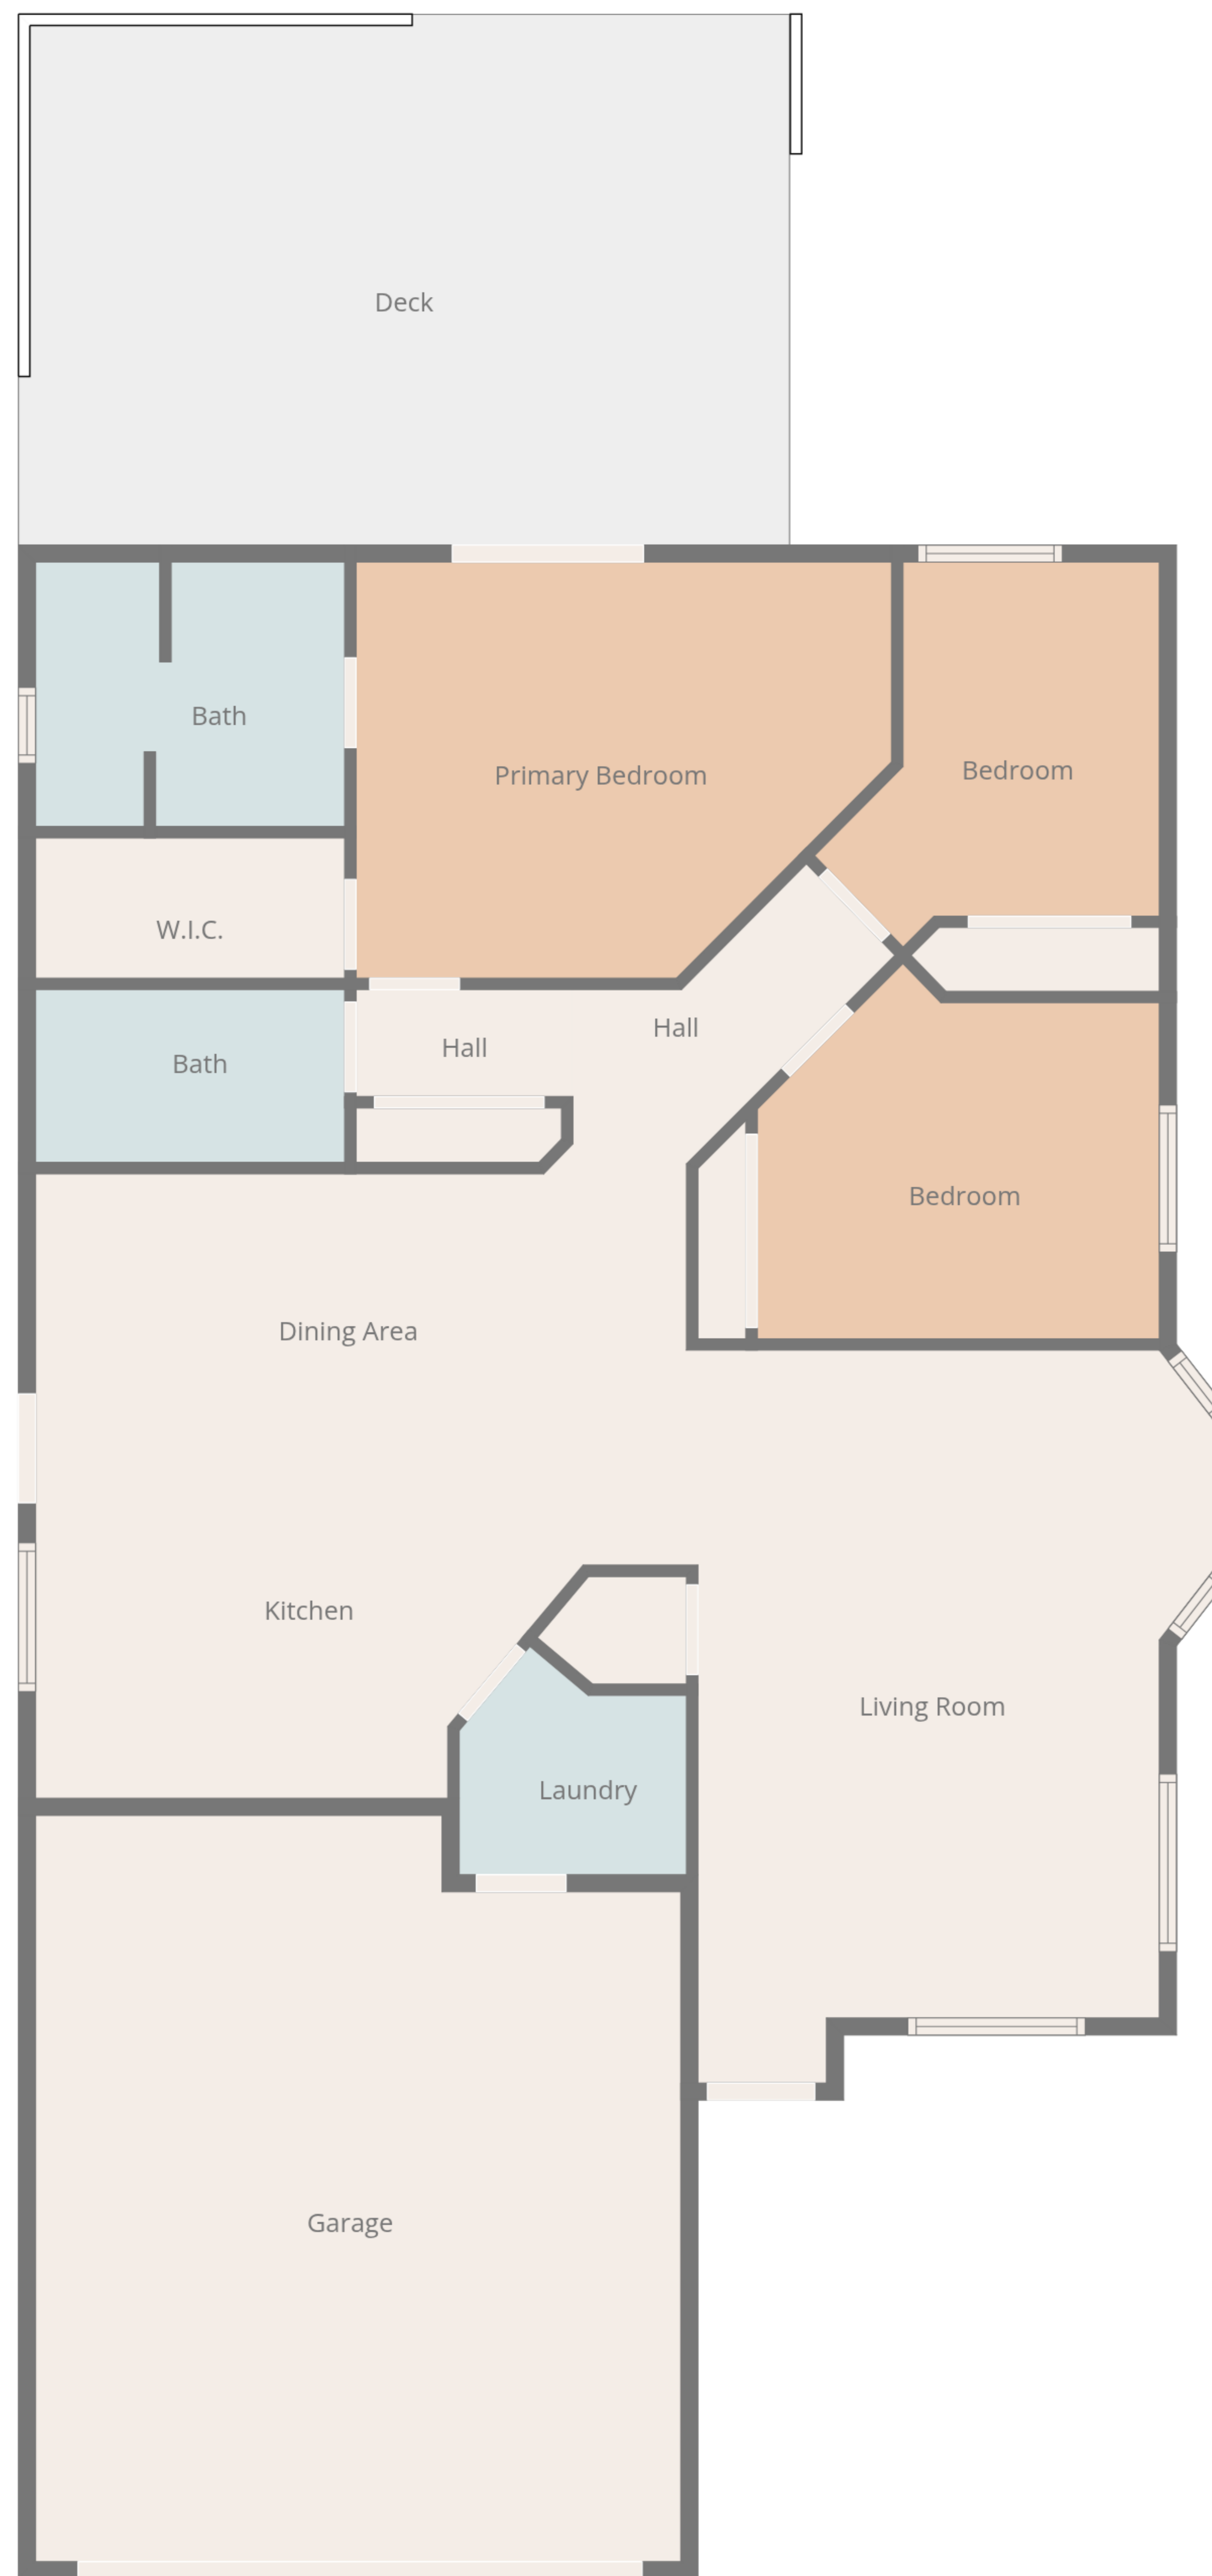 Deck
Bath
Primary Bedroom
Bedroom
W.I.C.
Hall
Hall
Bath
Bedroom
Dining Area
Kitchen
Living Room
Laundry
Garage